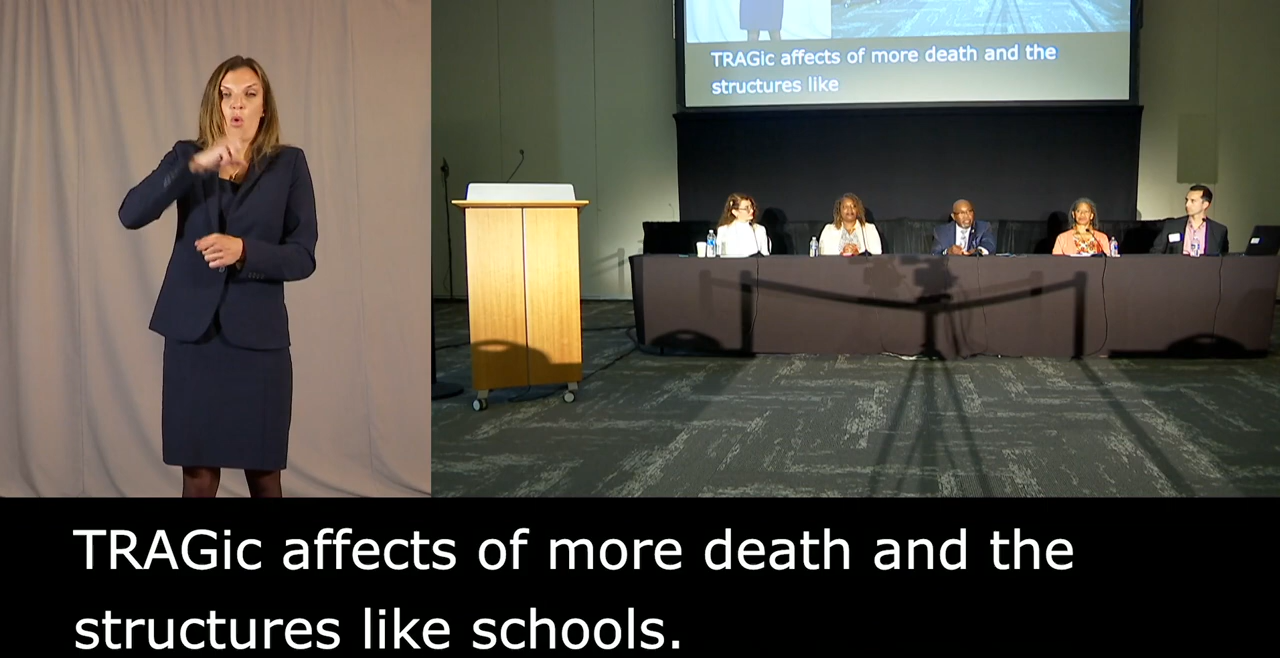 TRAGic affects of more death and the
structures like
TRAGic affects of more death and the
structures like schools.